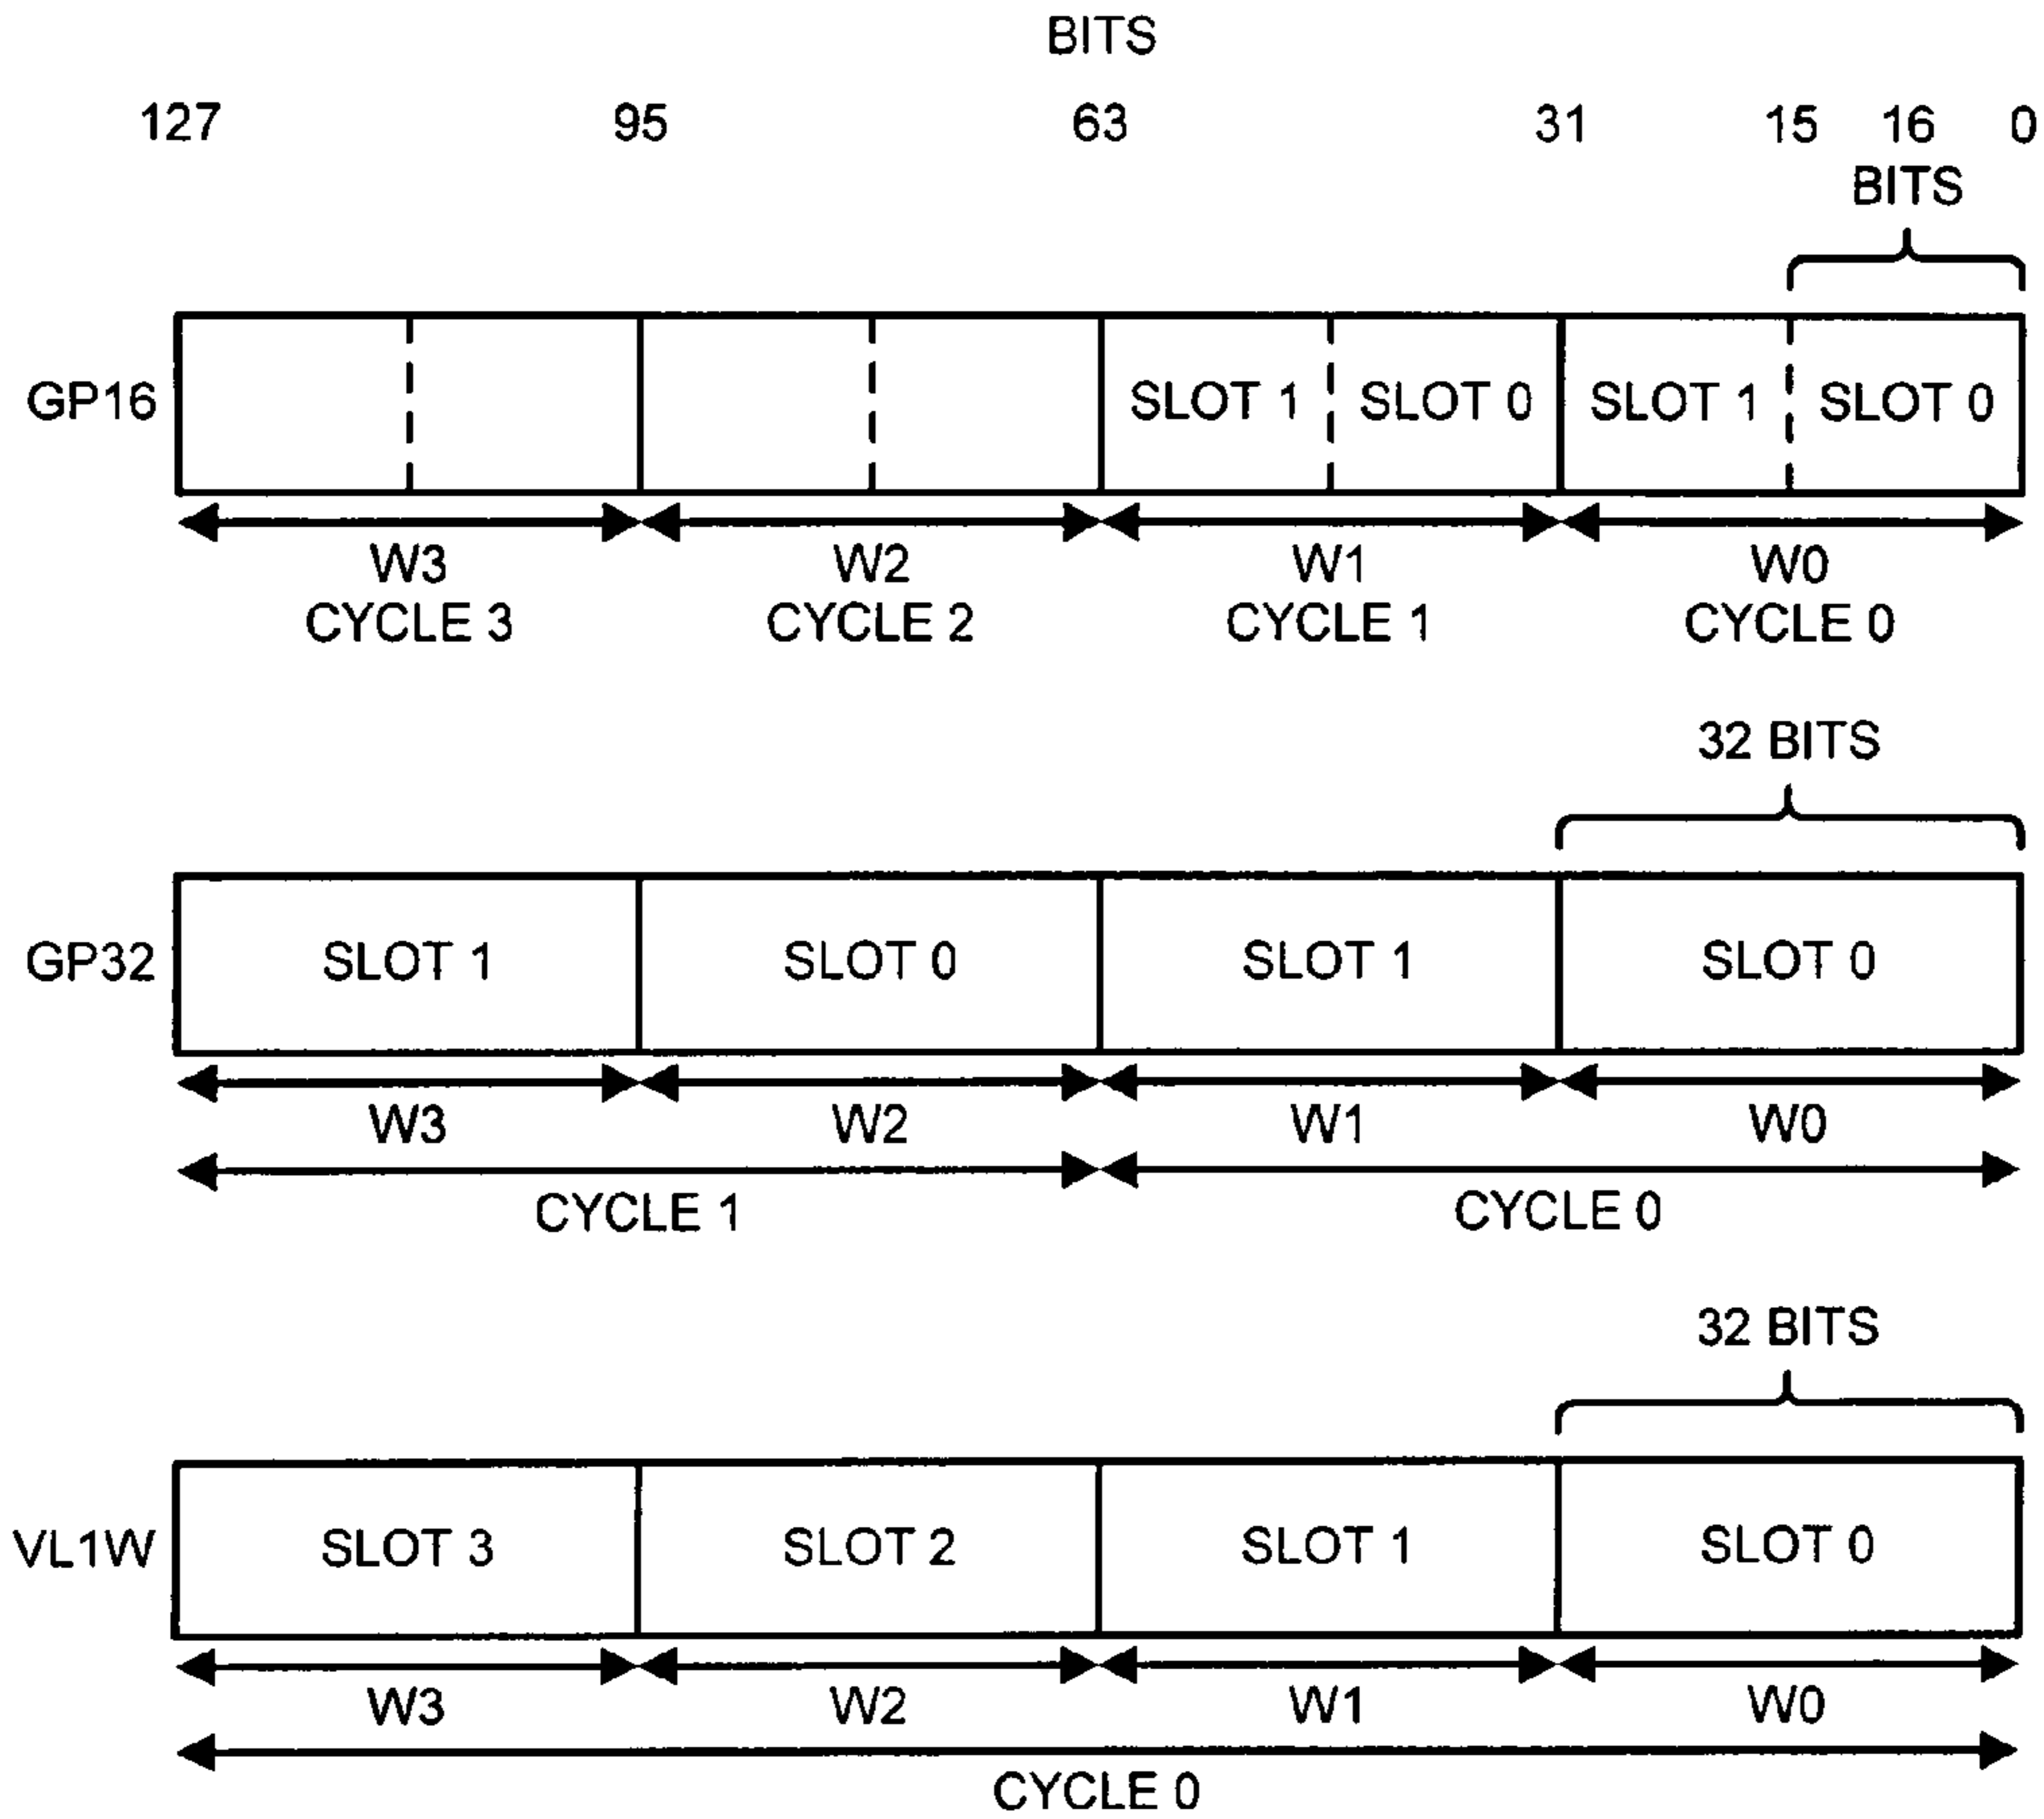 BITS
127 95 63 31 15 16 0
BITS
GP16 SLOT 1 SLOT 0 SLOT 1 SLOT 0
W3 W2 W1 W0
CYCLE 3 CYCLE 2 CYCLE 1 CYCLE 0
32 BITS
GP32 SLOT 1 SLOT 0 SLOT 1 SLOT 0
W3 W2 W1 W0
CYCLE 1 CYCLE 0
32 BITS
VL1W SLOT 3 SLOT 2 SLOT 1 SLOT 0
W3 W2 W1 W0
CYCLE 0